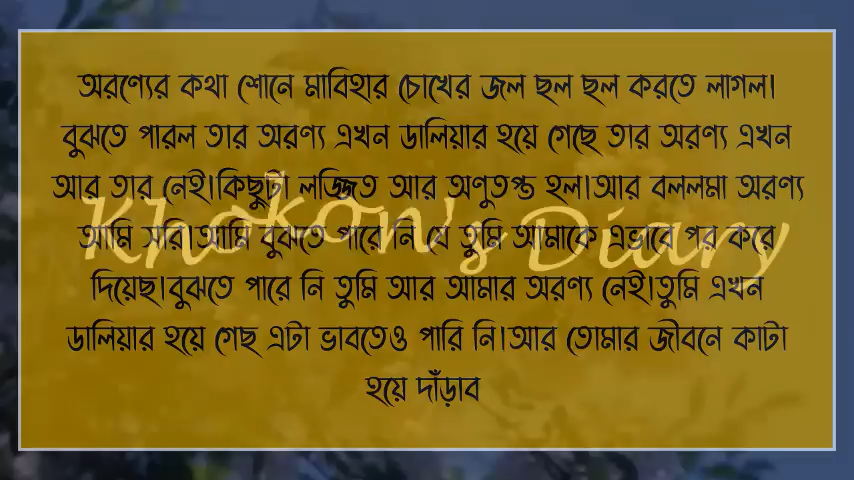 অরণ্যের কথা শোনে মাবিহার চোখের জল ছল ছল করতে লাগল।
বুঝতে পারল তার অরণ্য এখন ডালিয়ার হয়ে গেছে তার অরণ্য এখন
আর তার নেই।কিছুটা লজ্জিত আর অণুতপ্ত হল।আর বললমা অরণ্য
আমি সরি।আমি বুঝতে পারে নি যে তুমি আমাকে এভাবে পর করে
দিয়েছ।বুঝতে পারে নি তুমি আর আমার অরণ্য নেই।তুমি এখন
ডালিয়ার হয়ে গেছ এটা ভাবতেও পারি নি।আর তোমার জীবনে কাটা
হয়ে দাঁড়াব
Khokon's Diary